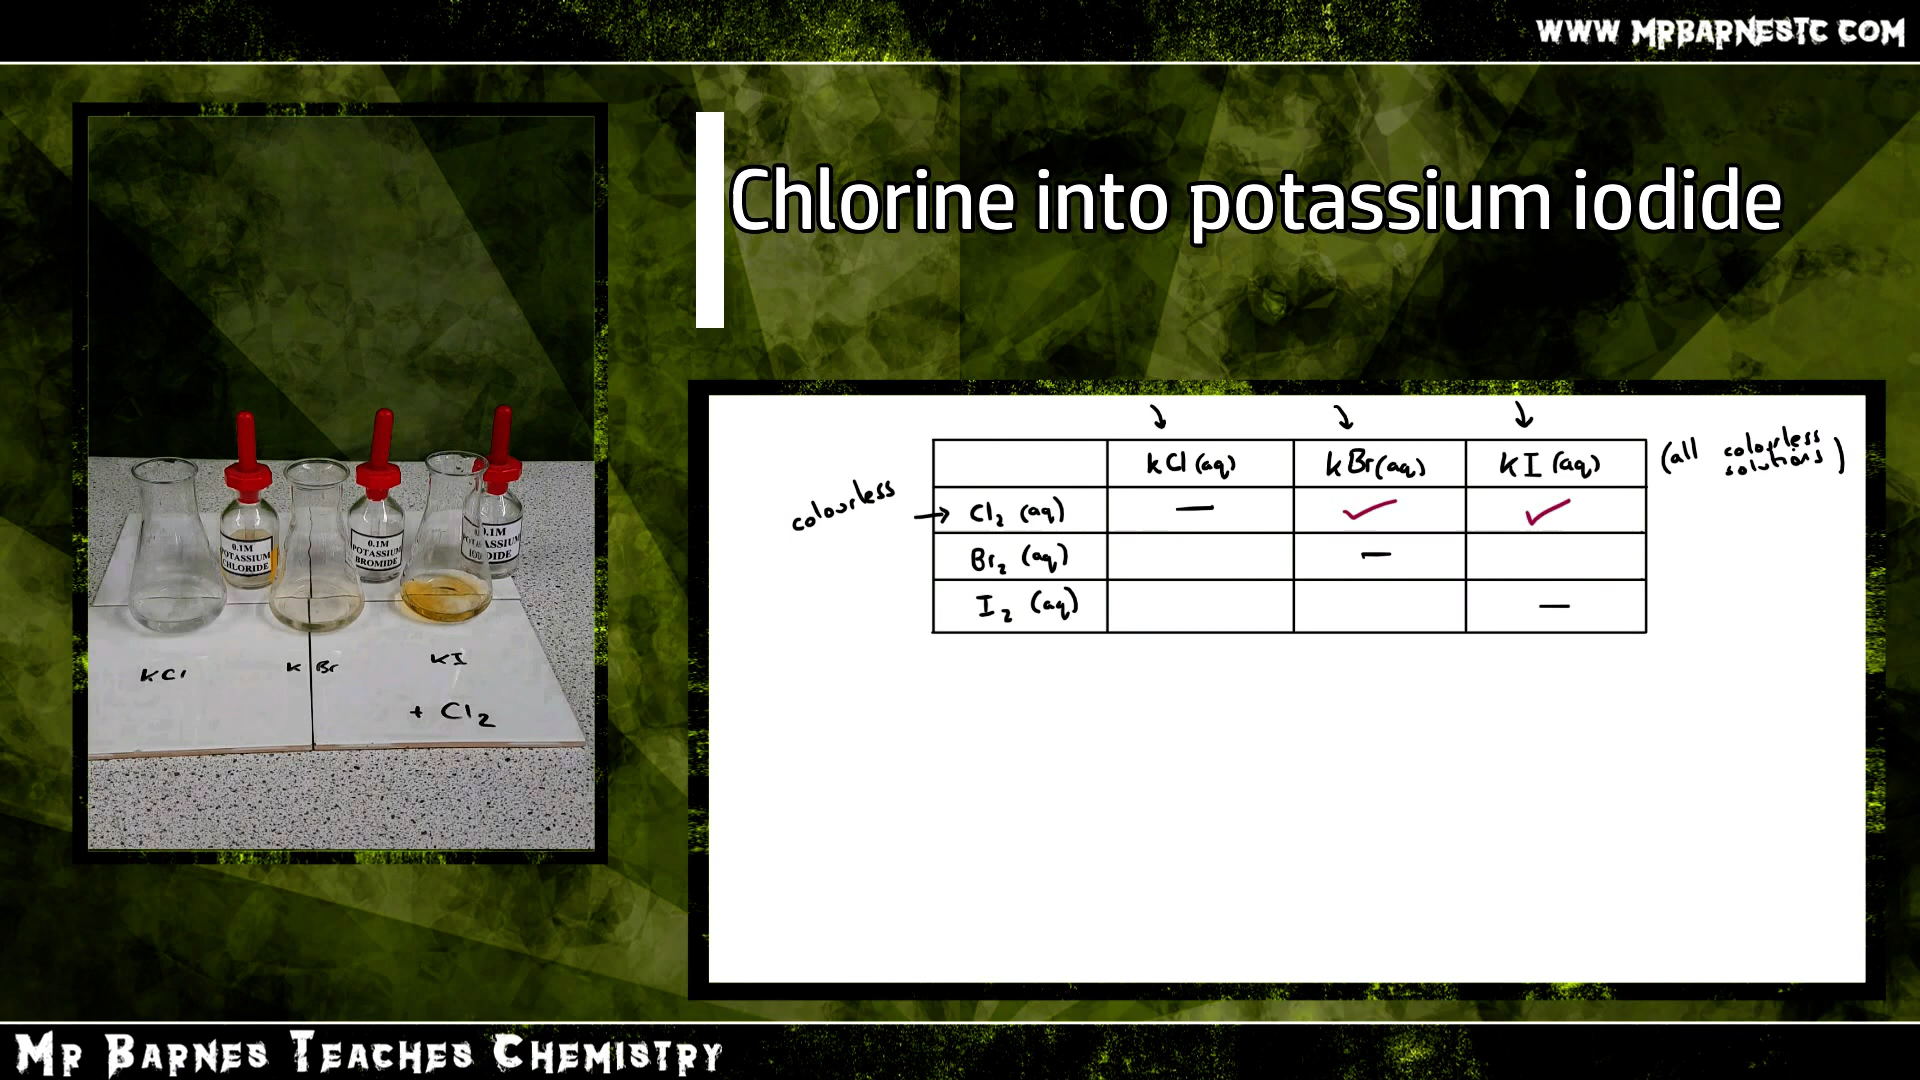 WWW MRBARNESTC COM
Chlorine into potassium iodide
KCl (aq) KBr (aq) KI (aq) (all colourless solutions)
colourless → Cl₂ (aq) — ✓ ✓
Br₂ (aq) —
I₂ (aq) —
0.1M
POTASSIUM
CHLORIDE
0.1M
POTASSIUM
BROMIDE
0.1M
KCl KBr KI
+ Cl₂
MR BARNES TEACHES CHEMISTRY